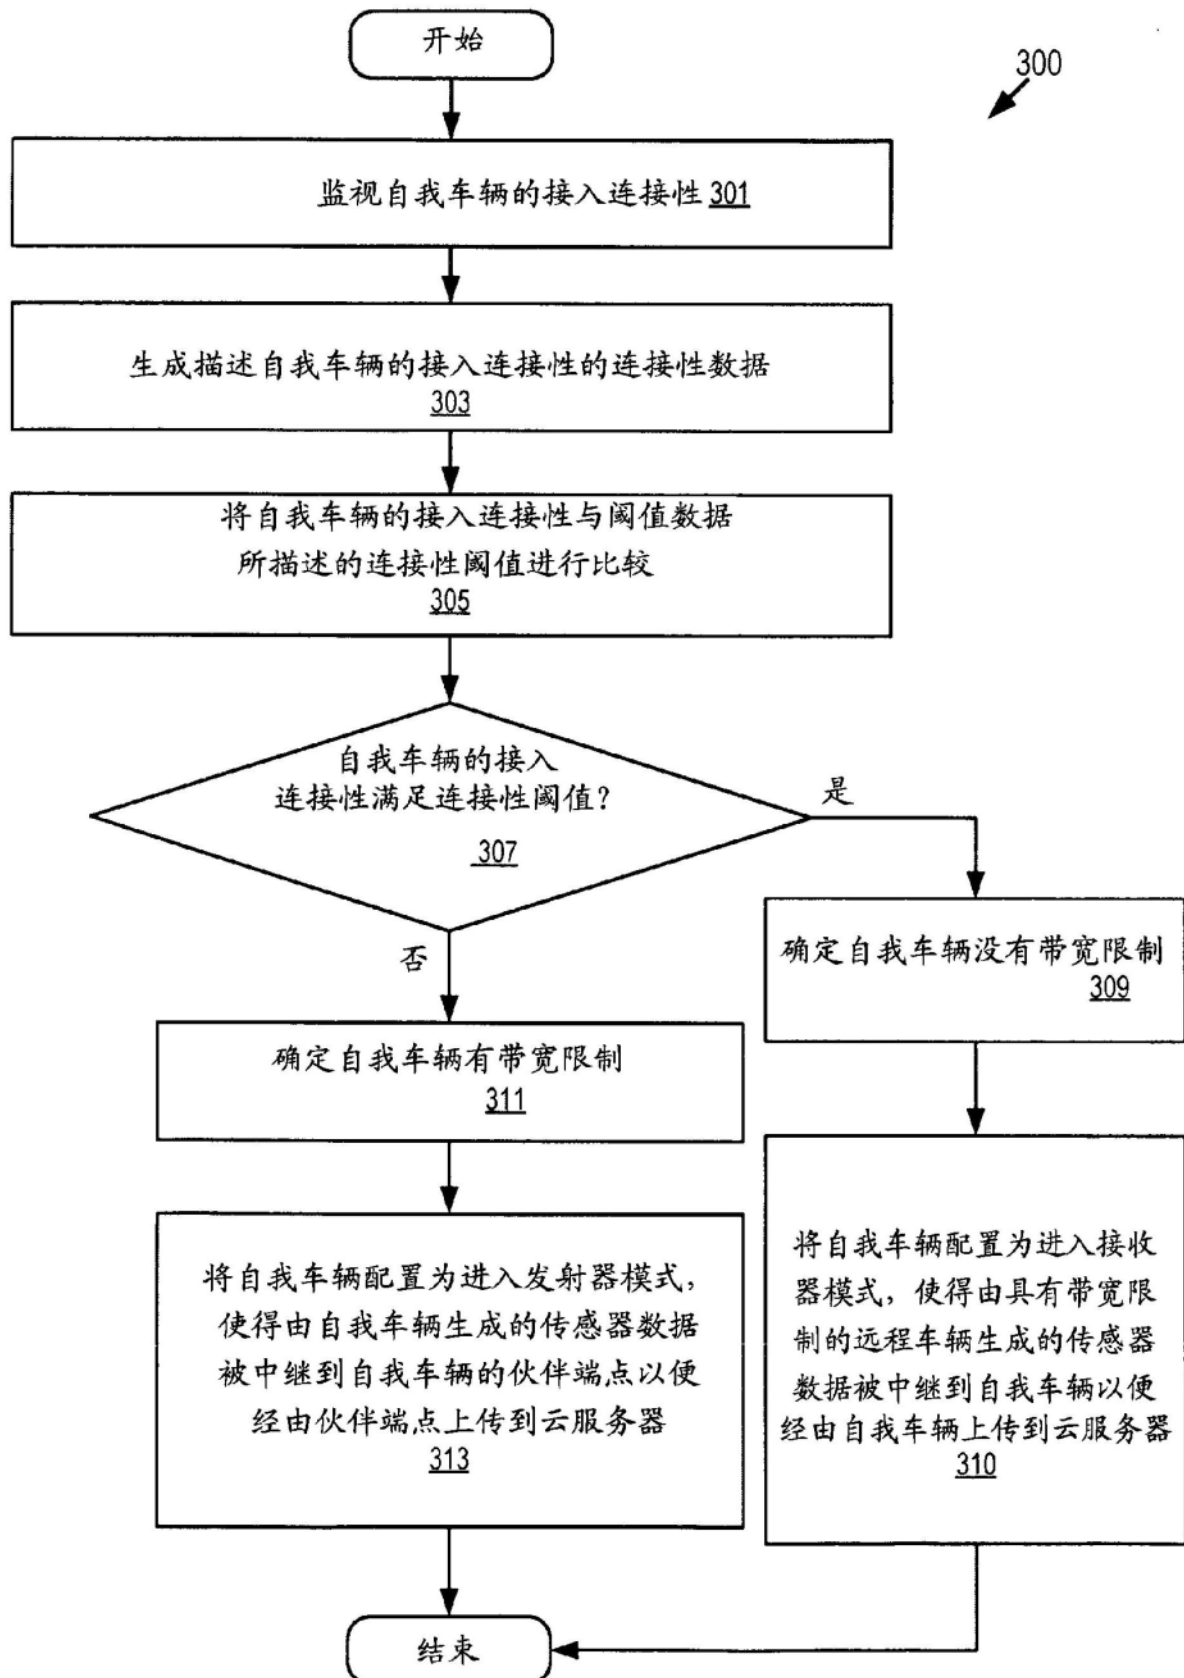 开始
300
监视自我车辆的接入连接性 301
生成描述自我车辆的接入连接性的连接性数据
303
将自我车辆的接入连接性与阈值数据
所描述的连接性阈值进行比较
305
自我车辆的接入
连接性满足连接性阈值?
307
是
否
确定自我车辆没有带宽限制
309
确定自我车辆有带宽限制
311
将自我车辆配置为进入接收
器模式，使得由具有带宽限
制的远程车辆生成的传感器
数据被中继到自我车辆以便
经由自我车辆上传到云服务器
310
将自我车辆配置为进入发射器模式，
使得由自我车辆生成的传感器数据
被中继到自我车辆的伙伴端点以便
经由伙伴端点上传到云服务器
313
结束